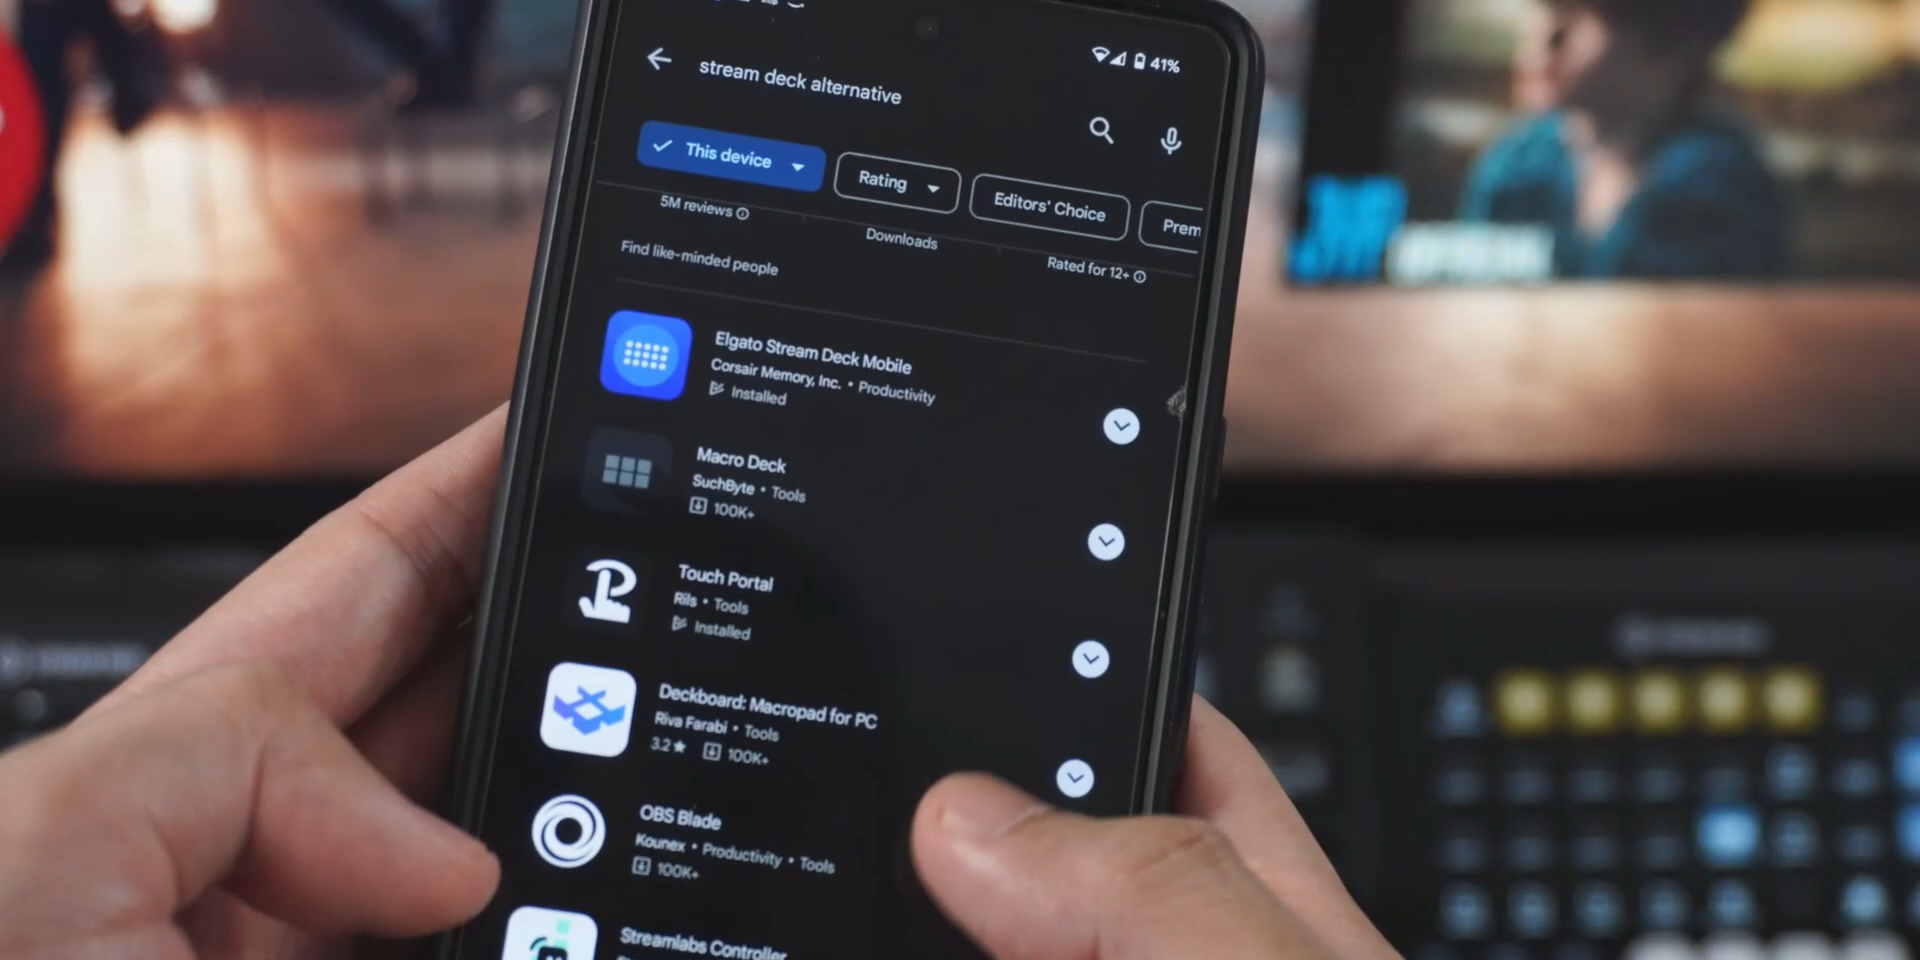 41%
stream deck alternative
This device
Rating
Editors' Choice
Prem
5M reviews
Downloads
Rated for 12+
Find like-minded people
Elgato Stream Deck Mobile
Corsair Memory, Inc. • Productivity
Installed
Macro Deck
SuchByte • Tools
100K+
Touch Portal
Rils • Tools
Installed
Deckboard: Macropad for PC
Riva Farabi • Tools
3.2★ 100K+
OBS Blade
Kounex • Productivity • Tools
100K+
Streamlabs Controller